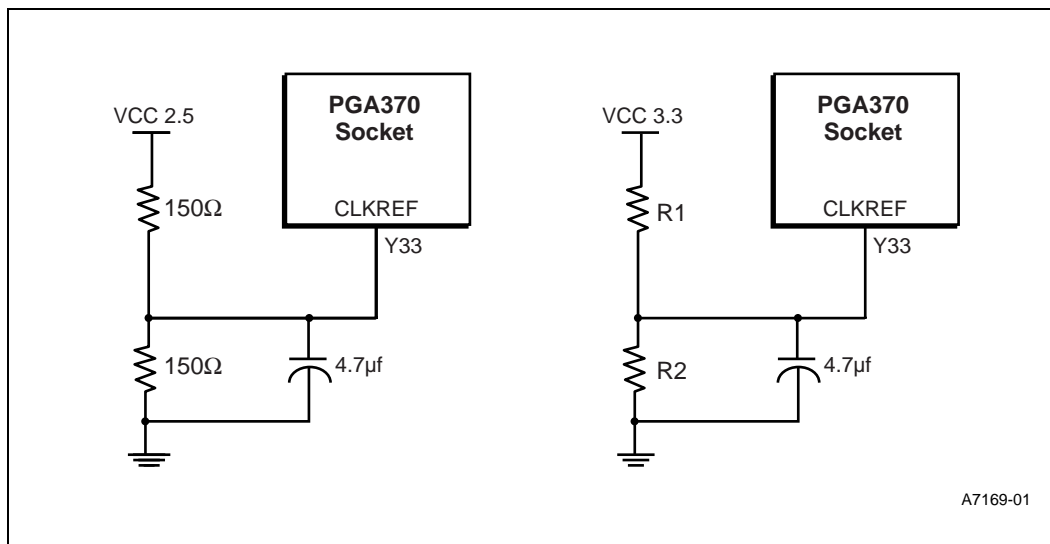 PGA370
Socket
VCC 2.5
150Ω
CLKREF
Y33
150Ω
4.7µf
PGA370
Socket
VCC 3.3
R1
CLKREF
Y33
R2
4.7µf
A7169-01